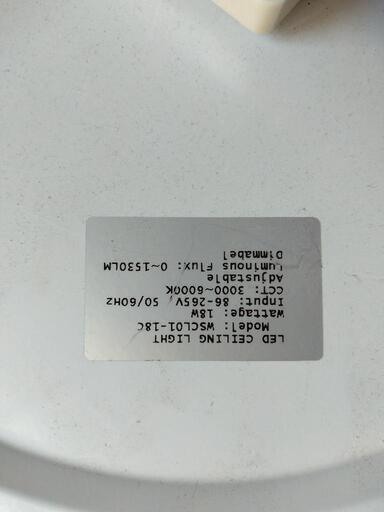 LED CEILING LIGHT
Model: WSCL01-18C
Wattage: 18W
Input: 86-265V, 50/60Hz
CCT: 3000~6000K
Adjustable
Luminous Flux: 0~1530LM
Dimmabel